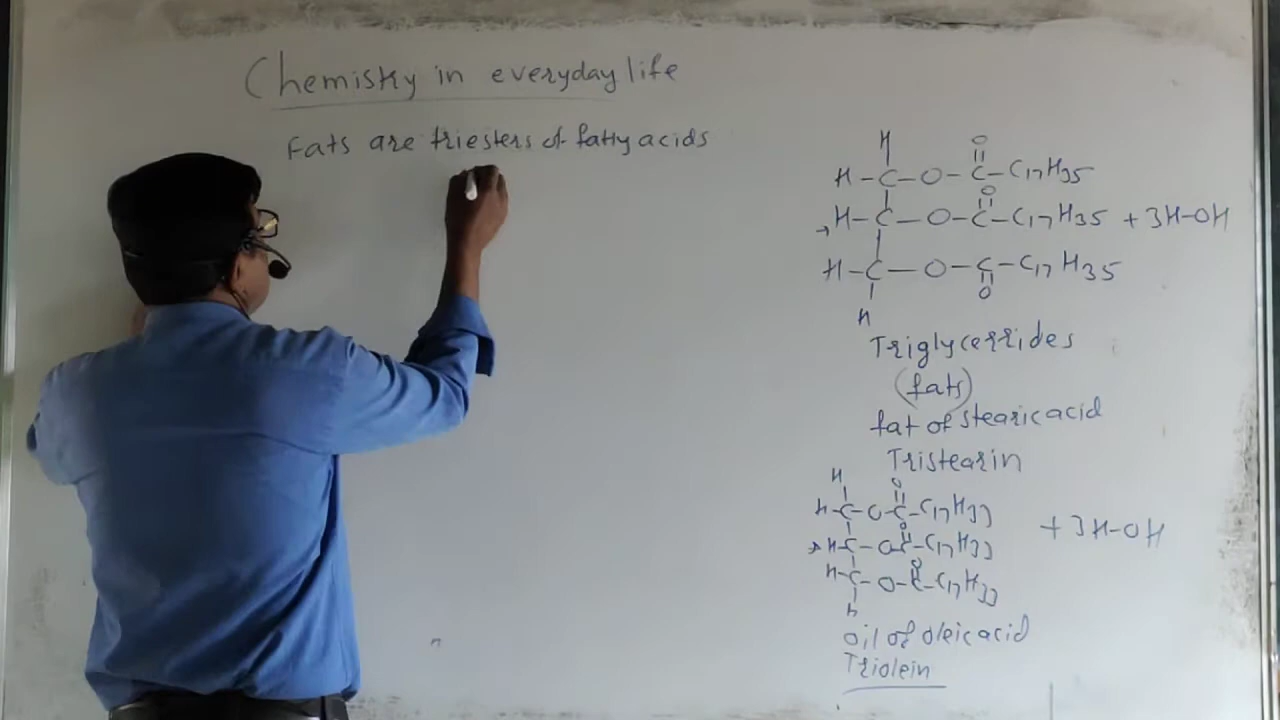 Chemistry in everyday life
Fats are triesters of fatty acids
H
O
H-C-O-C-C17H35
O
H-C-O-C-C17H35 + 3H-OH
H-C-O-C-C17H35
O
H
Triglycerrides
(fats)
fat of stearic acid
Tristearin
H
O
H-C-O-C-C17H33
O
H-C-O-C-C17H33 + 3H-OH
O
H-C-O-C-C17H33
H
oil of oleic acid
Triolein